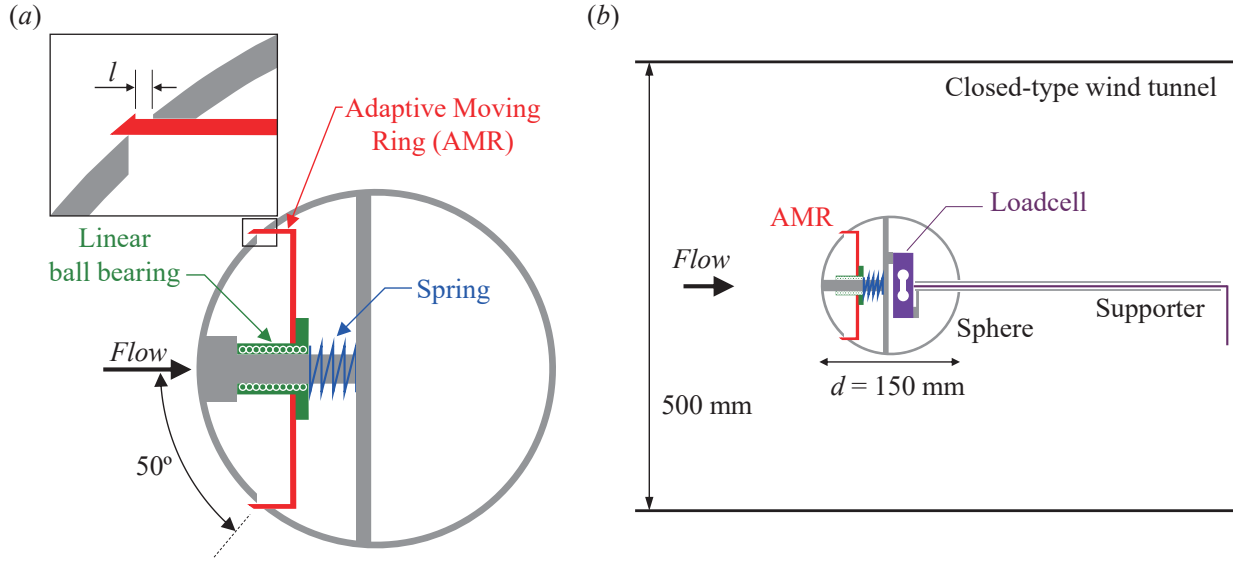 (a)
l
Adaptive Moving
Ring (AMR)
Linear
ball bearing
Spring
Flow
50º
(b)
Closed-type wind tunnel
Loadcell
AMR
Flow
Supporter
Sphere
d = 150 mm
500 mm